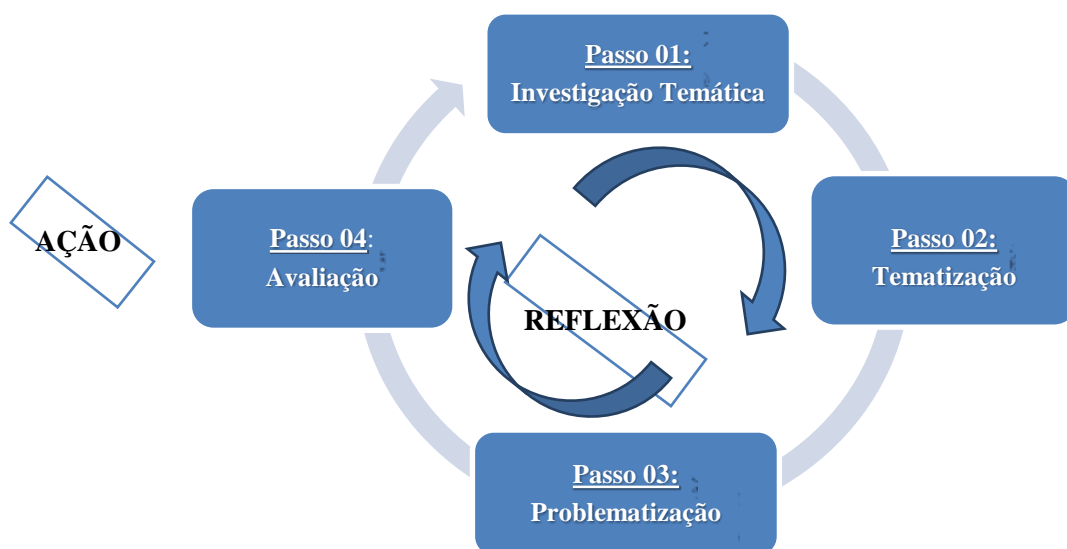 Passo 01:
Investigação Temática
Passo 02:
Tematização
Passo 03:
Problematização
Passo 04:
Avaliação
AÇÃO
REFLEXÃO